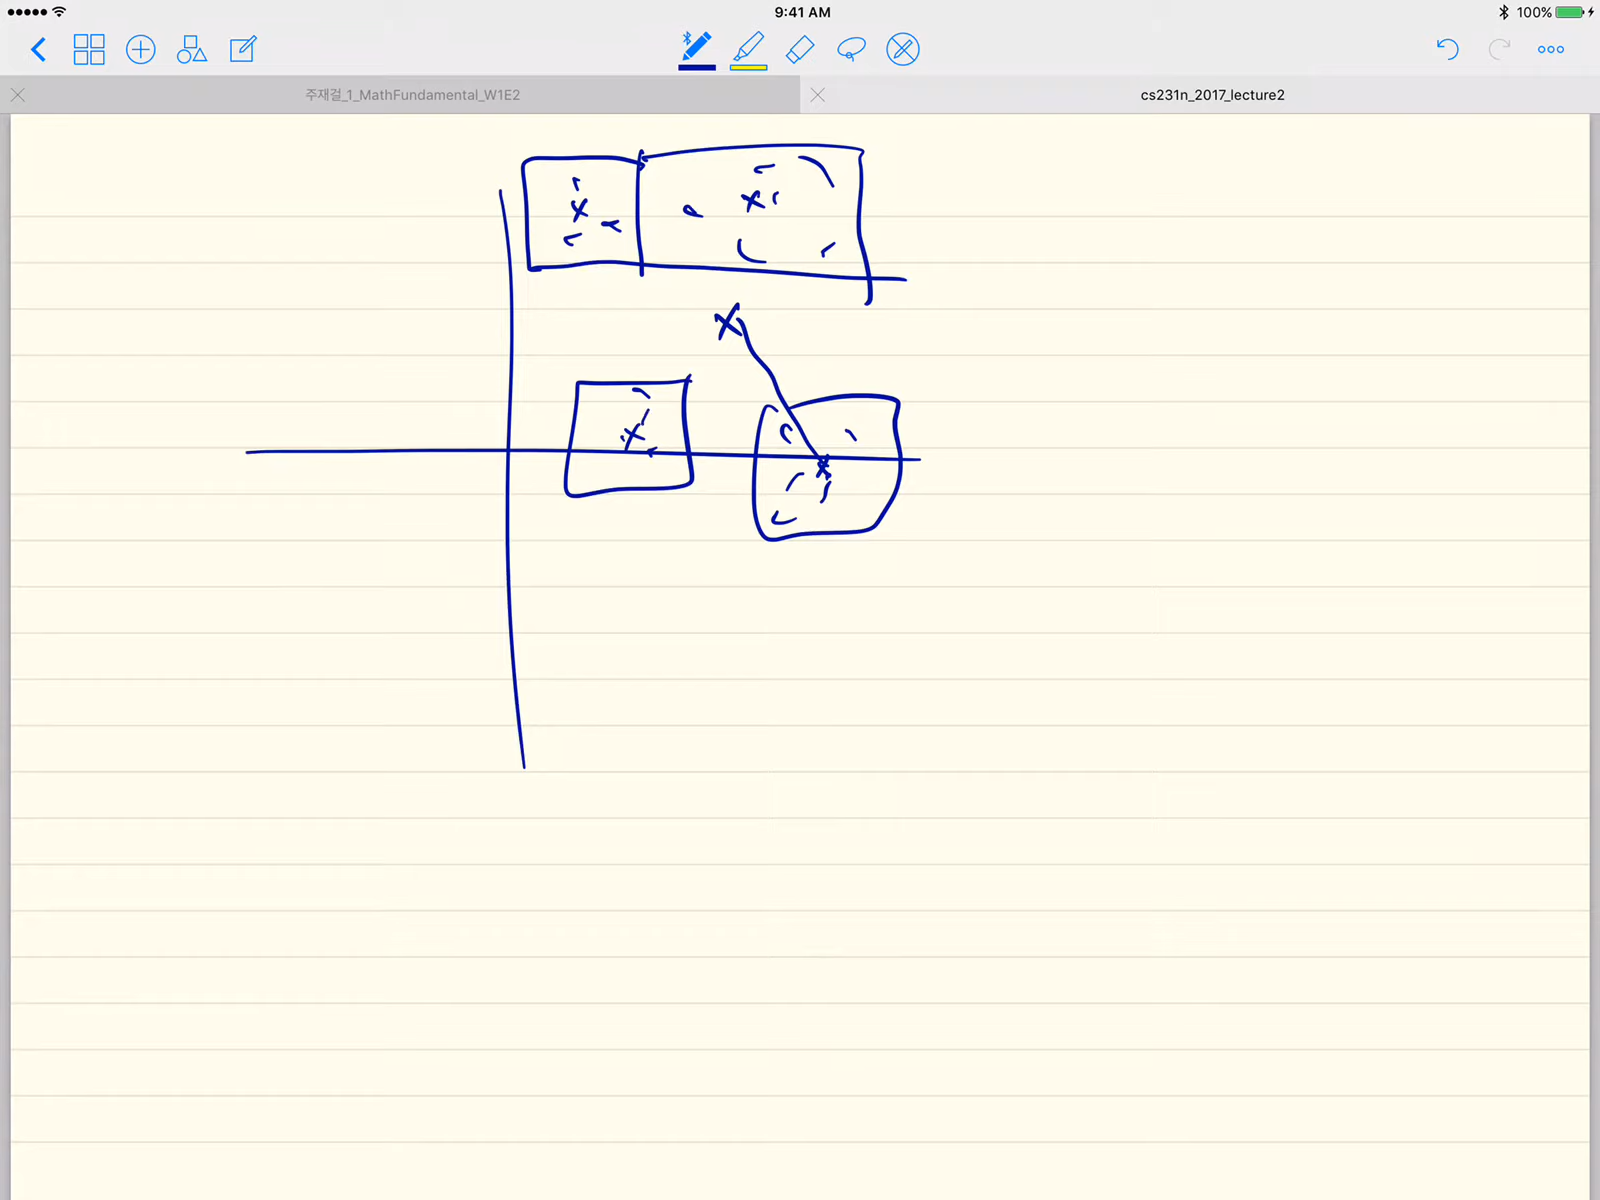 9:41 AM
100%
주재걸_1_MathFundamental_W1E2
cs231n_2017_lecture2
x
x
x
x
x